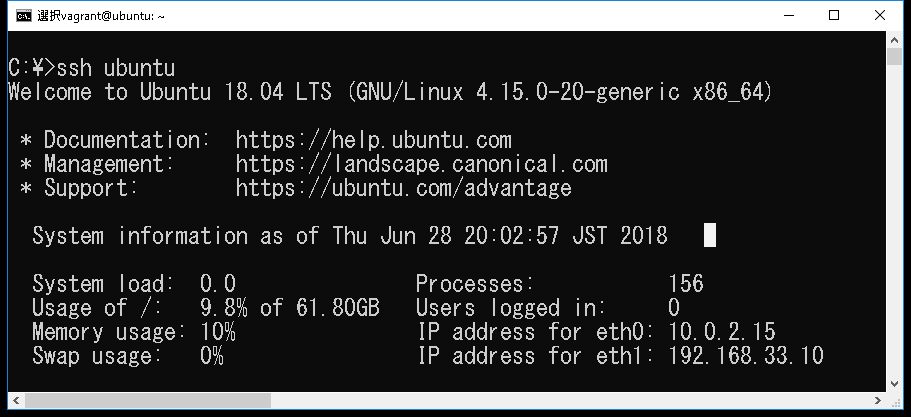 選択vagrant@ubuntu: ~
C:¥>ssh ubuntu
Welcome to Ubuntu 18.04 LTS (GNU/Linux 4.15.0-20-generic x86_64)
* Documentation:  https://help.ubuntu.com
* Management:     https://landscape.canonical.com
* Support:        https://ubuntu.com/advantage
System information as of Thu Jun 28 20:02:57 JST 2018
System load:  0.0               Processes:           156
Usage of /:   9.8% of 61.80GB   Users logged in:     0
Memory usage: 10%               IP address for eth0: 10.0.2.15
Swap usage:   0%                IP address for eth1: 192.168.33.10